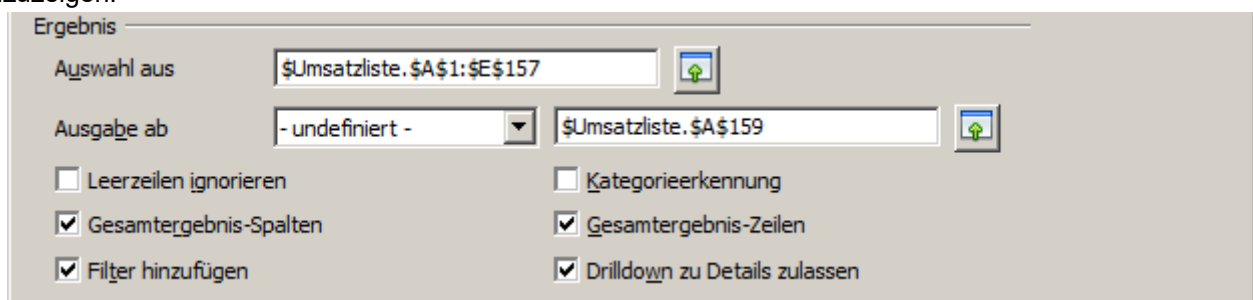 Ergebnis
Auswahl aus $Umsatzliste.$A$1:$E$157
Ausgabe ab - undefiniert - $Umsatzliste.$A$159
Leerzeilen ignorieren Kategorieerkennung
Gesamtergebnis-Spalten Gesamtergebnis-Zeilen
Filter hinzufügen Drilldown zu Details zulassen